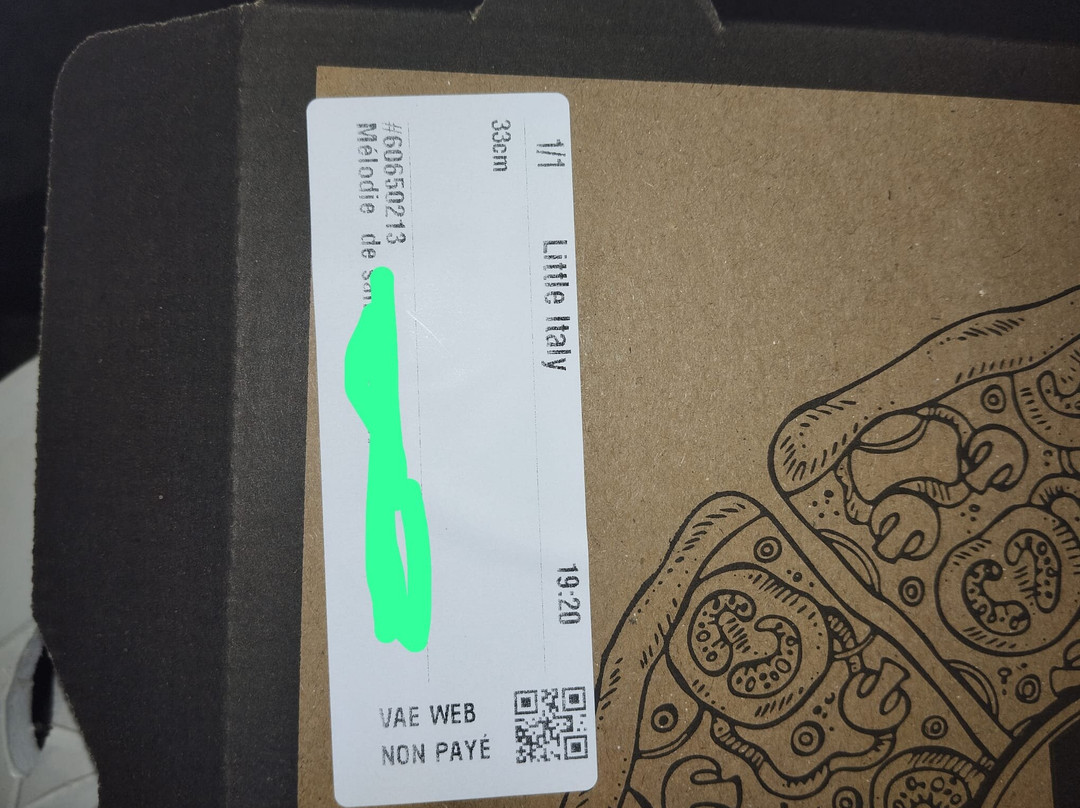 1/1 Little Italy 19:20
33cm
#60650213
Mélodie de
VAE WEB
NON PAYÉ